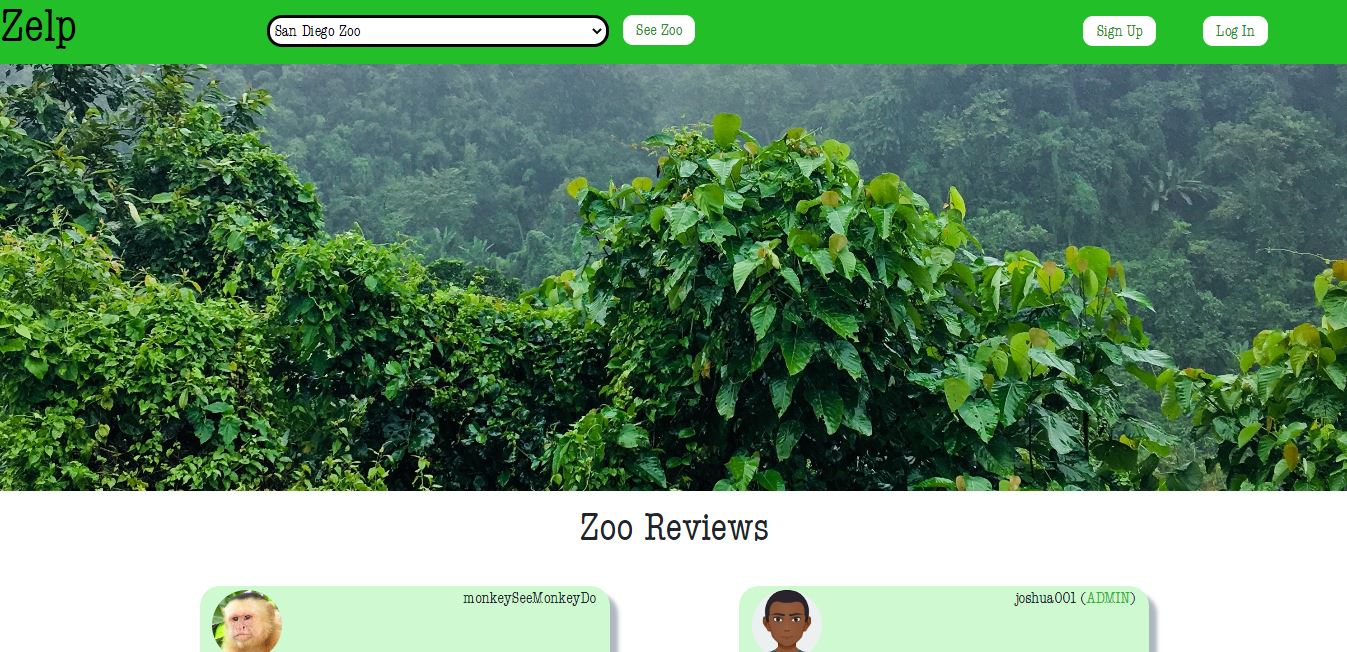 Zelp
San Diego Zoo
See Zoo
Sign Up
Log In
Zoo Reviews
monkeySeeMonkeyDo
joshua001 (ADMIN)